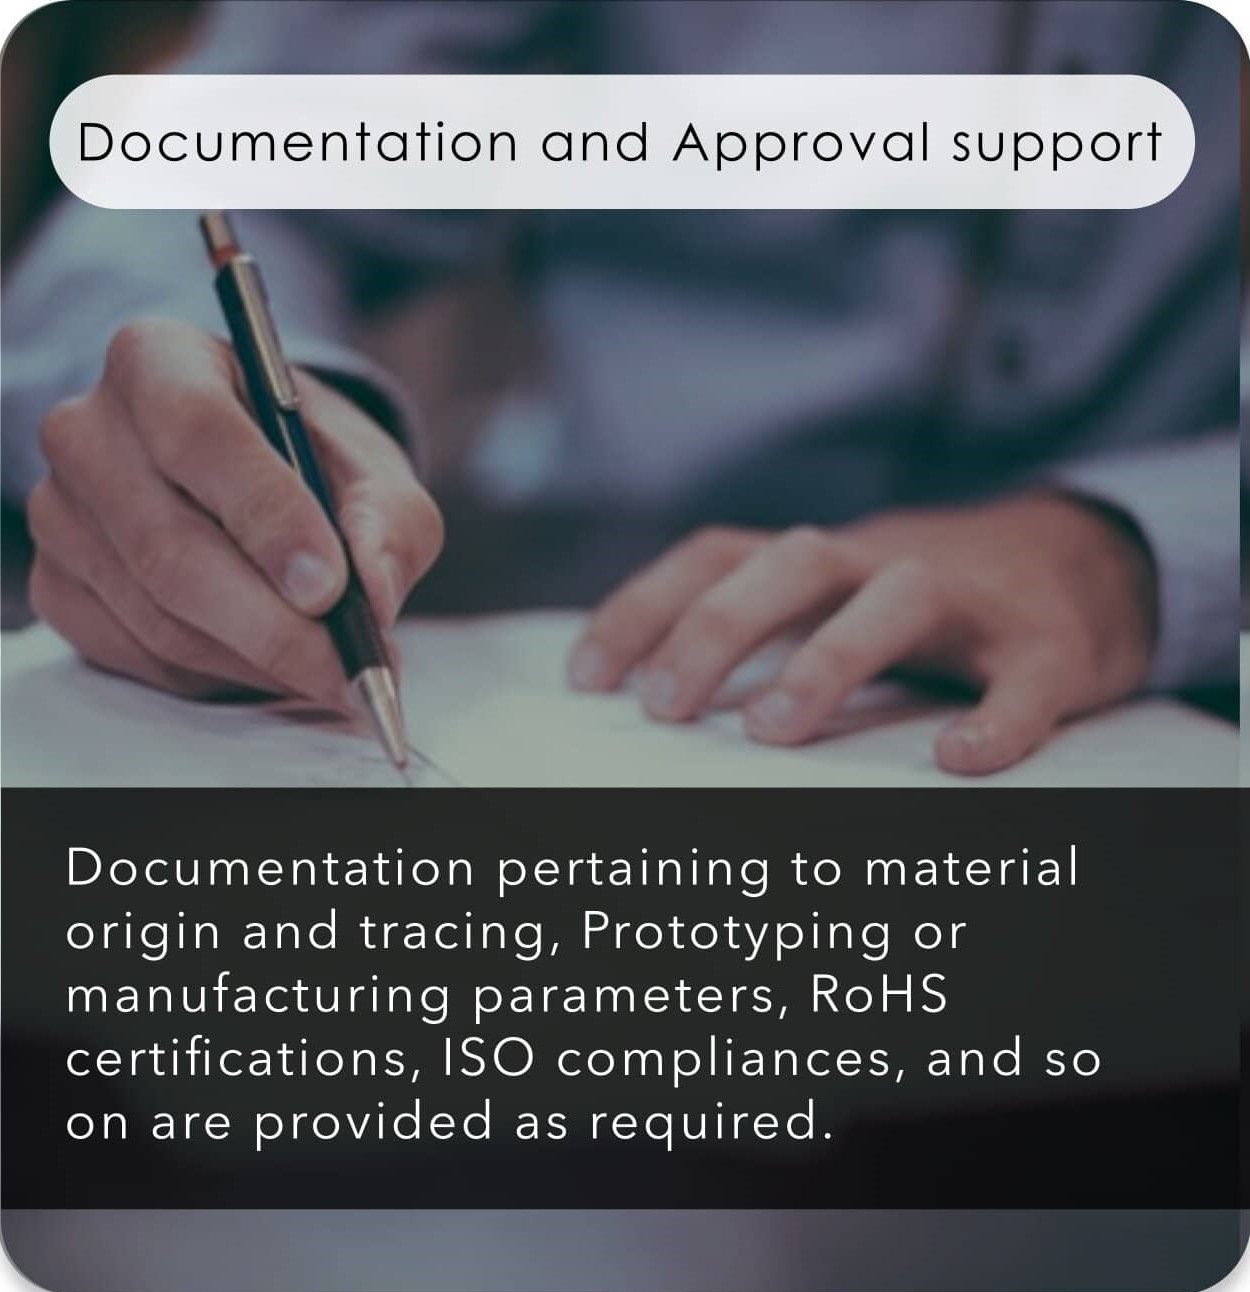 Documentation and Approval support
Documentation pertaining to material
origin and tracing, Prototyping or
manufacturing parameters, RoHS
certifications, ISO compliances, and so
on are provided as required.